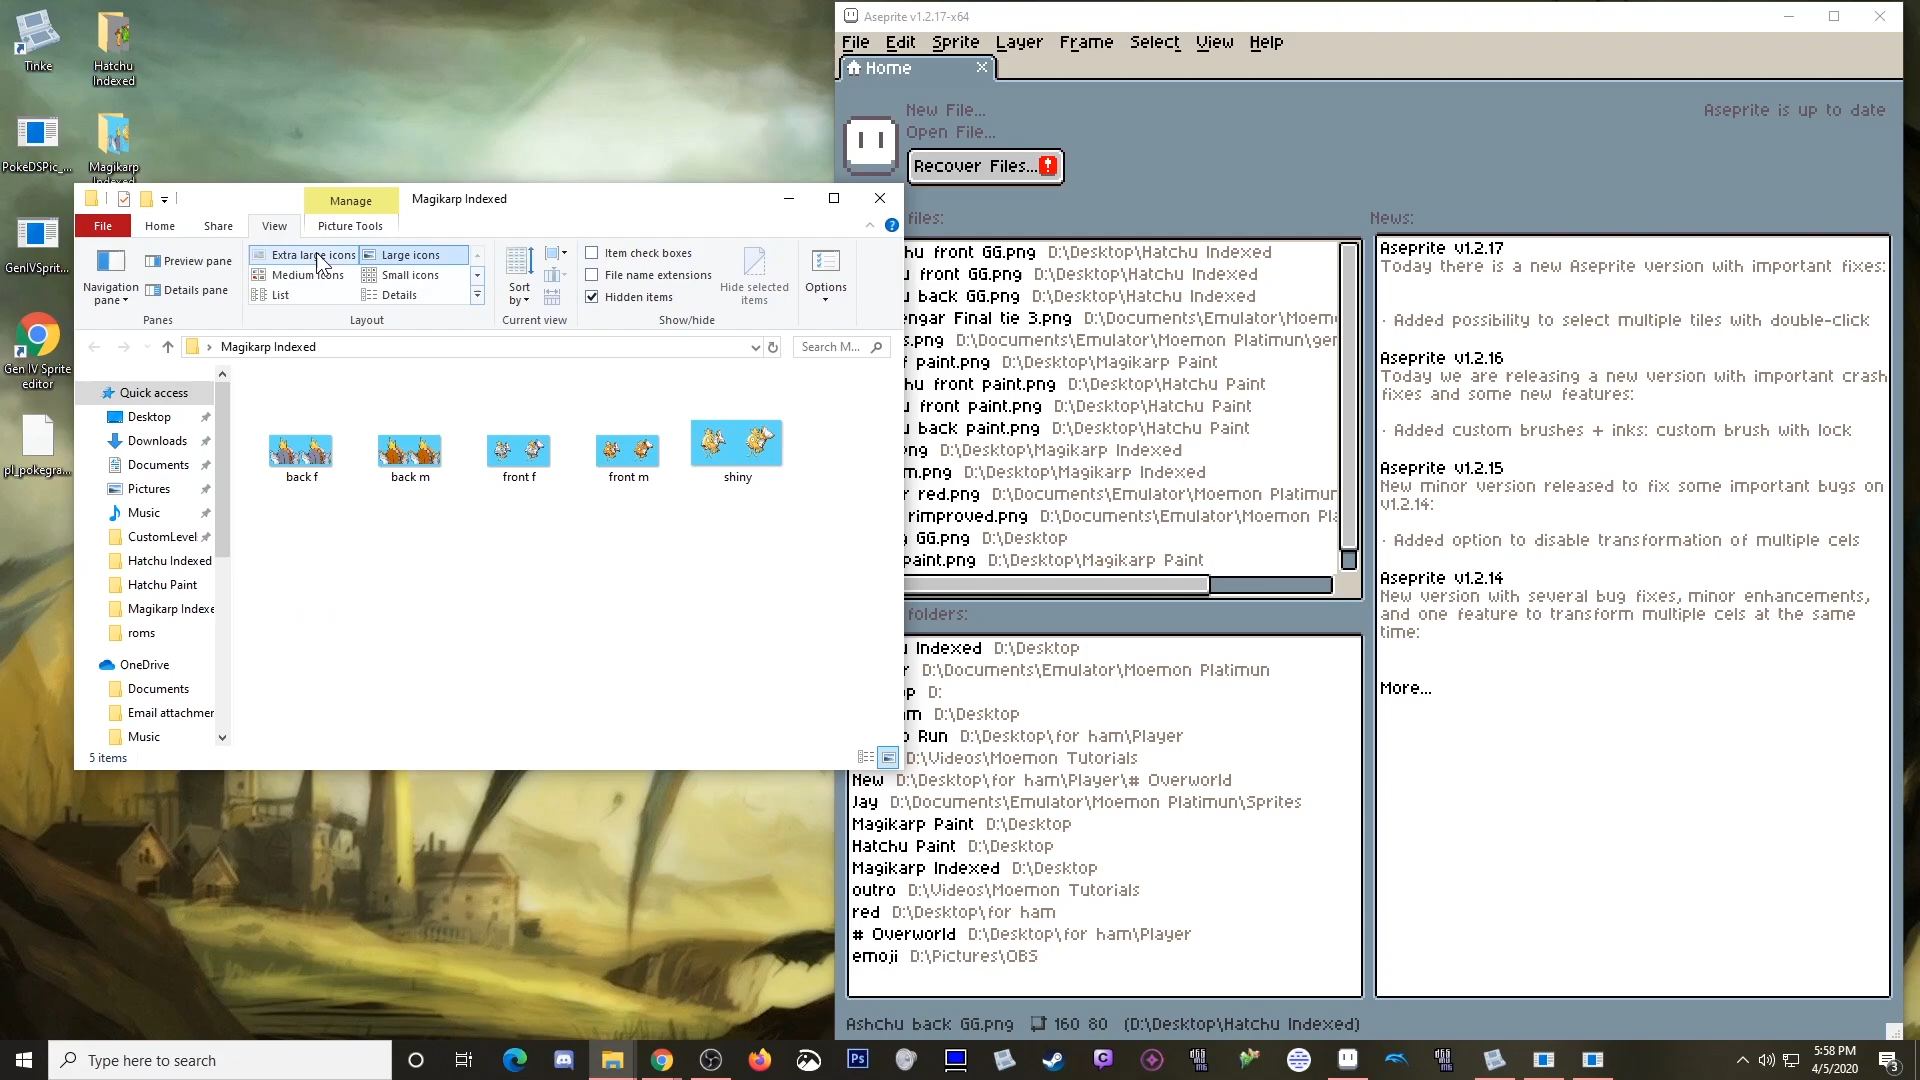 Tinke
Hatchu
Indexed
PokeDSPic_...
Magikarp
Indexed
GenIVSprit...
Gen IV Sprite
editor
pl_pokegra...
Manage
Magikarp Indexed
File
Home
Share
View
Picture Tools
Navigation
pane
Preview pane
Details pane
Panes
Extra large icons
Large icons
Medium icons
Small icons
List
Details
Layout
Sort
by
Current view
Item check boxes
File name extensions
Hidden items
Hide selected
items
Show/hide
Options
Magikarp Indexed
Search M...
Quick access
Desktop
Downloads
Documents
Pictures
Music
CustomLevel
Hatchu Indexed
Hatchu Paint
Magikarp Indexe
roms
OneDrive
Documents
Email attachmer
Music
back f
back m
front f
front m
shiny
5 items
Aseprite v1.2.17-x64
File Edit Sprite Layer Frame Select View Help
Home
New File...
Open File...
Aseprite is up to date
Recover Files...
files:
hu front GG.png D:\Desktop\Hatchu Indexed
u front GG.png D:\Desktop\Hatchu Indexed
u back GG.png D:\Desktop\Hatchu Indexed
engar Final tie 3.png D:\Documents\Emulator\Moem
s.png D:\Documents\Emulator\Moemon Platimun\ger
f paint.png D:\Desktop\Magikarp Paint
hu front paint.png D:\Desktop\Hatchu Paint
u front paint.png D:\Desktop\Hatchu Paint
u back paint.png D:\Desktop\Hatchu Paint
png D:\Desktop\Magikarp Indexed
m.png D:\Desktop\Magikarp Indexed
r red.png D:\Documents\Emulator\Moemon Platimur
rimproved.png D:\Documents\Emulator\Moemon Pl
g GG.png D:\Desktop
paint.png D:\Desktop\Magikarp Paint
folders:
u Indexed D:\Desktop
r D:\Documents\Emulator\Moemon Platimun
op D:
am D:\Desktop
o Run D:\Desktop\for ham\Player
D:\Videos\Moemon Tutorials
New D:\Desktop\for ham\Player\# Overworld
Jay D:\Documents\Emulator\Moemon Platimun\Sprites
Magikarp Paint D:\Desktop
Hatchu Paint D:\Desktop
Magikarp Indexed D:\Desktop
outro D:\Videos\Moemon Tutorials
red D:\Desktop\for ham
# Overworld D:\Desktop\for ham\Player
emoji D:\Pictures\OBS
News:
Aseprite v1.2.17
Today there is a new Aseprite version with important fixes:
· Added possibility to select multiple tiles with double-click
Aseprite v1.2.16
Today we are releasing a new version with important crash
fixes and some new features:
· Added custom brushes + inks: custom brush with lock
Aseprite v1.2.15
New minor version released to fix some important bugs on
v1.2.14:
· Added option to disable transformation of multiple cels
Aseprite v1.2.14
New version with several bug fixes, minor enhancements,
and one feature to transform multiple cels at the same
time:
More...
Ashchu back GG.png 160 80 (D:\Desktop\Hatchu Indexed)
Type here to search
Ps
5:58 PM
4/5/2020
3